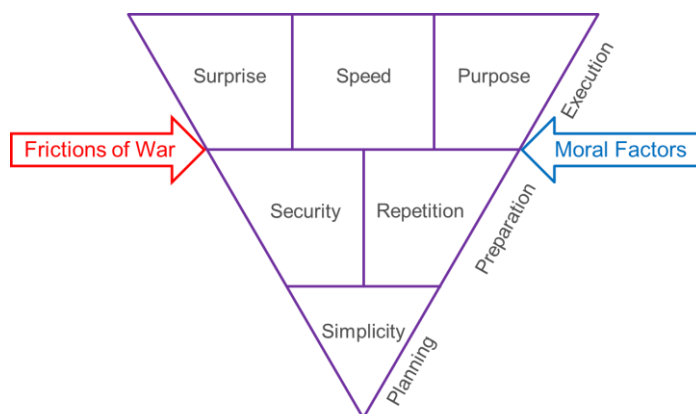 Surprise
Speed
Purpose
Execution
Frictions of War
Moral Factors
Security
Repetition
Preparation
Simplicity
Planning